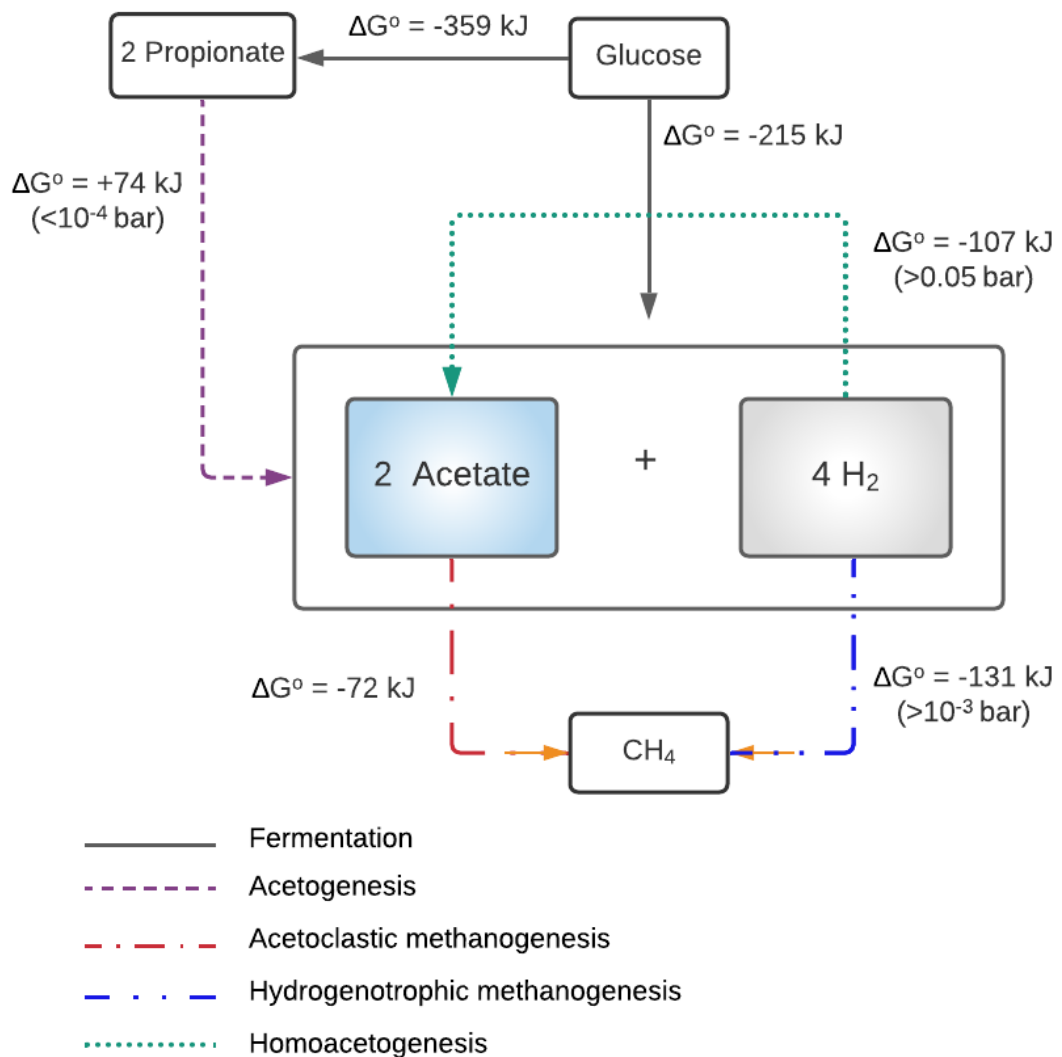 ΔGº = -359 kJ
2 Propionate
Glucose
ΔGº = -215 kJ
ΔGº = +74 kJ
(<10⁻⁴ bar)
ΔGº = -107 kJ
(>0.05 bar)
2 Acetate
+
4 H₂
ΔGº = -72 kJ
ΔGº = -131 kJ
(>10⁻³ bar)
CH₄
Fermentation
Acetogenesis
Acetoclastic methanogenesis
Hydrogenotrophic methanogenesis
Homoacetogenesis